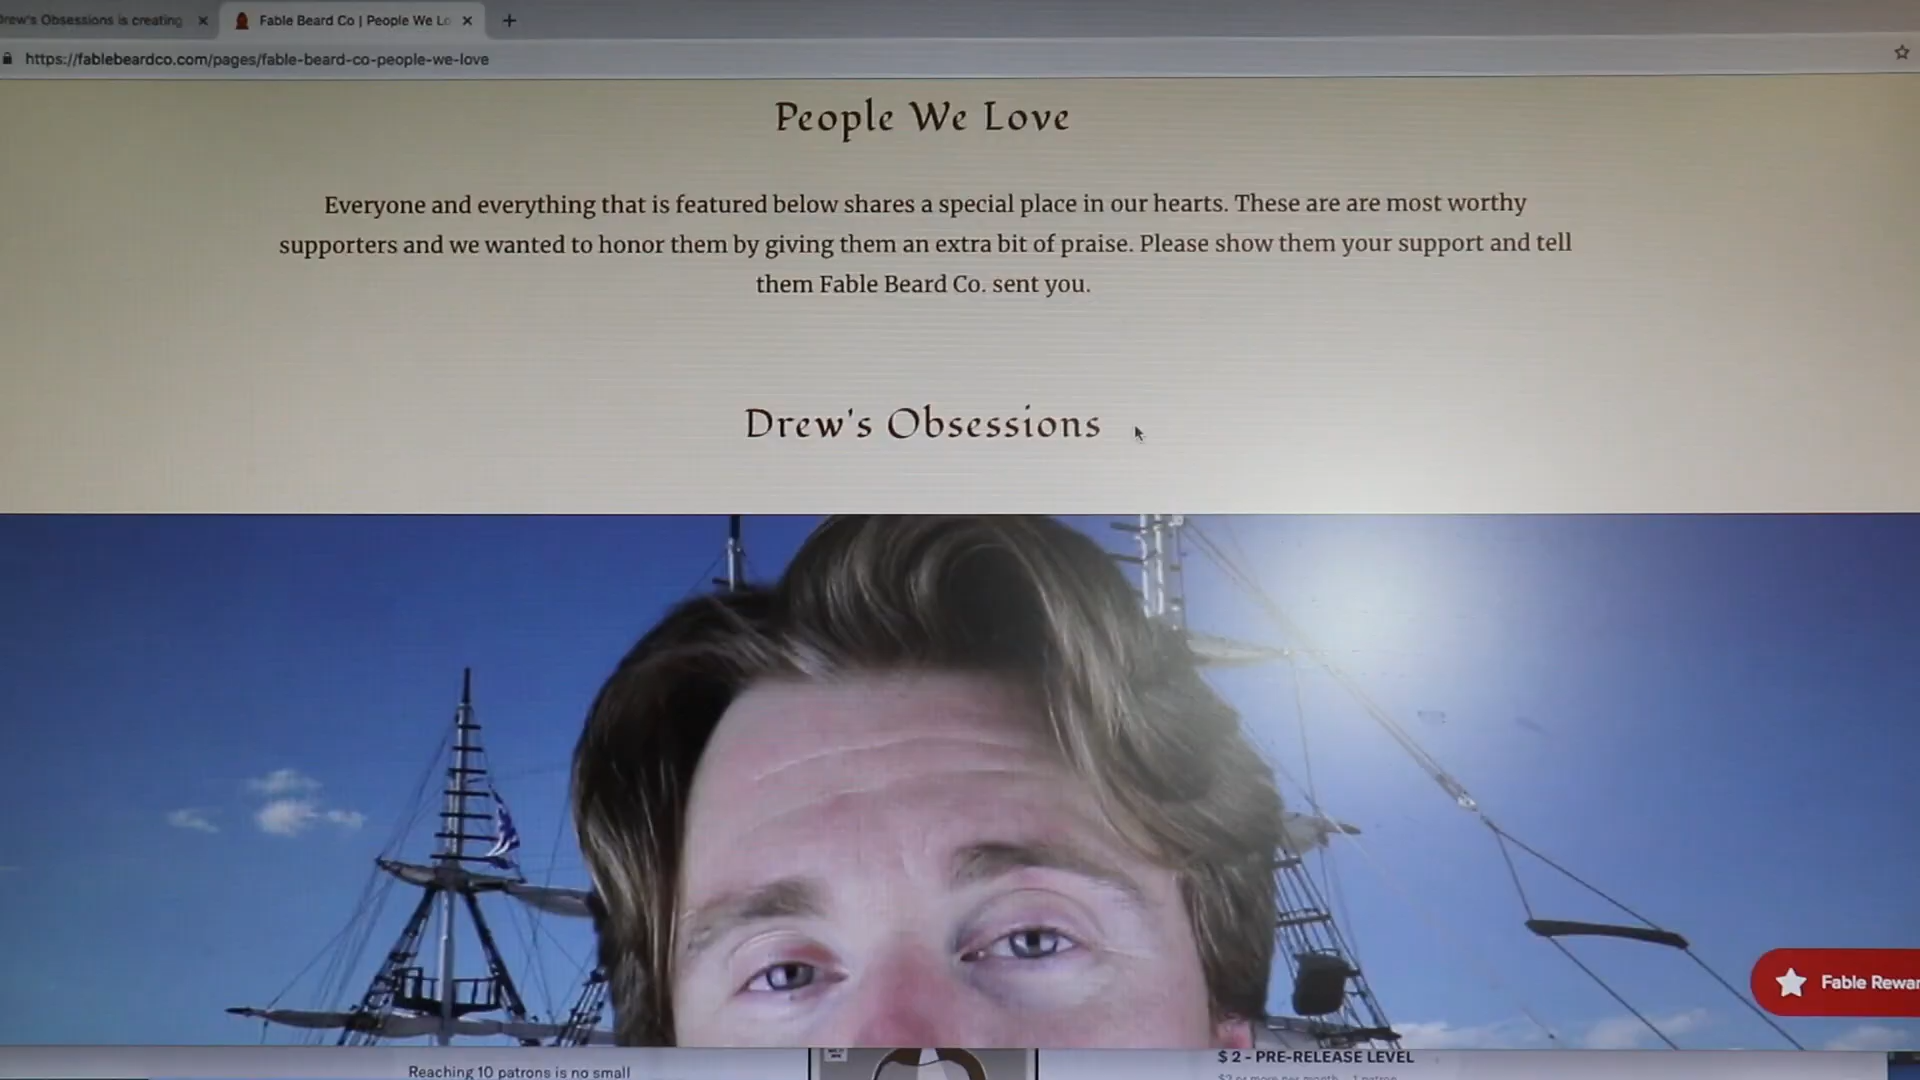 Drew's Obsessions is creating
Fable Beard Co | People We Lo
https://fablebeardco.com/pages/fable-beard-co-people-we-love
People We Love
Everyone and everything that is featured below shares a special place in our hearts. These are are most worthy
supporters and we wanted to honor them by giving them an extra bit of praise. Please show them your support and tell
them Fable Beard Co. sent you.
Drew's Obsessions
Fable Rewar
Reaching 10 patrons is no small
$ 2 - PRE-RELEASE LEVEL